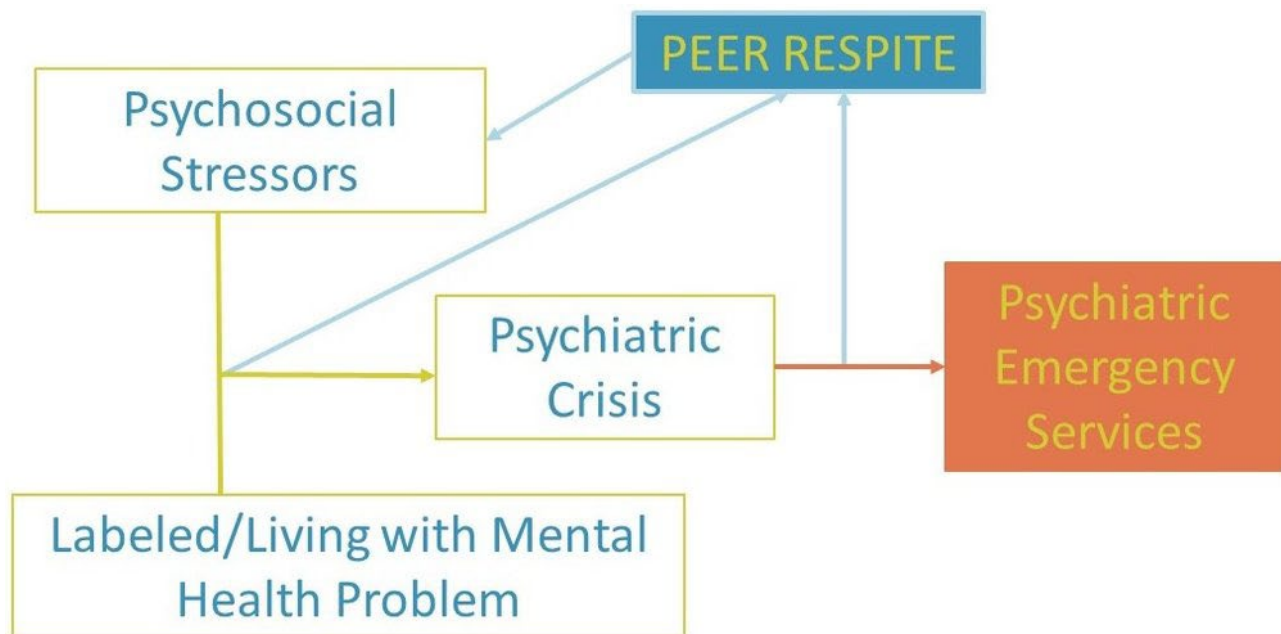 PEER RESPITE
Psychosocial
Stressors
Psychiatric
Crisis
Psychiatric
Emergency
Services
Labeled/Living with Mental
Health Problem